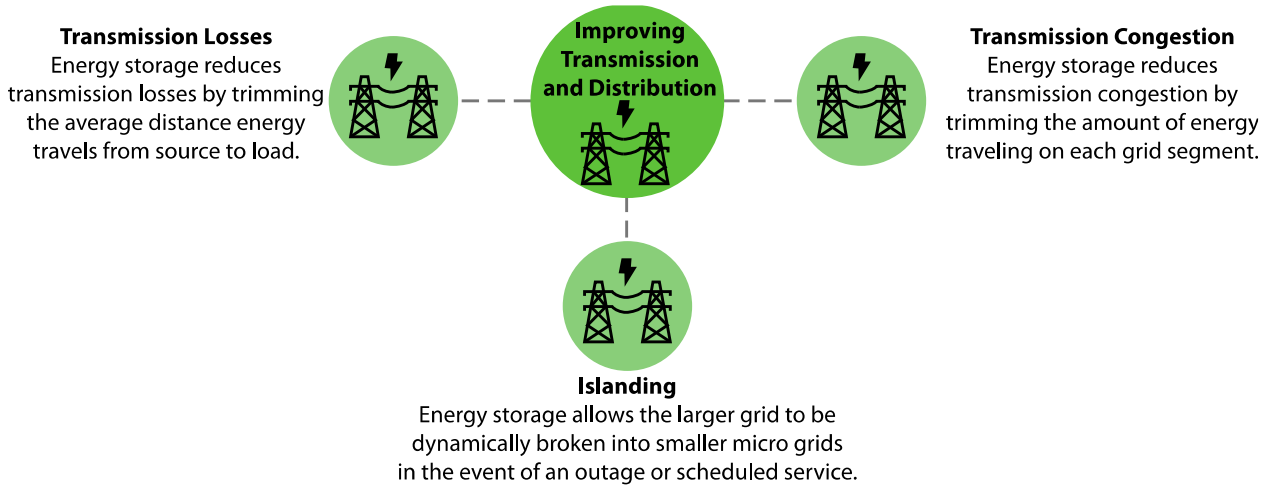 Transmission Losses
Energy storage reduces
transmission losses by trimming
the average distance energy
travels from source to load.
Improving
Transmission
and Distribution
Transmission Congestion
Energy storage reduces
transmission congestion by
trimming the amount of energy
traveling on each grid segment.
Islanding
Energy storage allows the larger grid to be
dynamically broken into smaller micro grids
in the event of an outage or scheduled service.